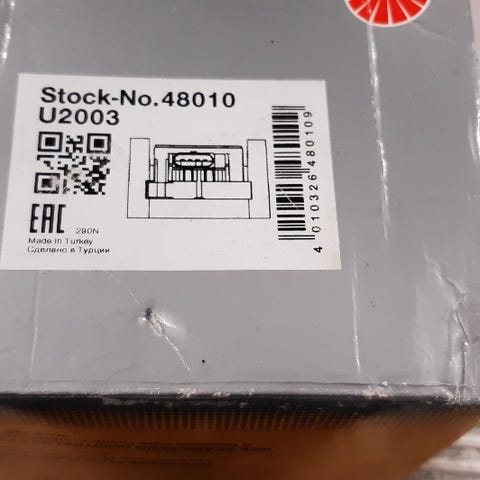 Stock-No. 48010
U2003
EAC
290N
Made in Turkey
Сделано в Турции
4 010326 480109